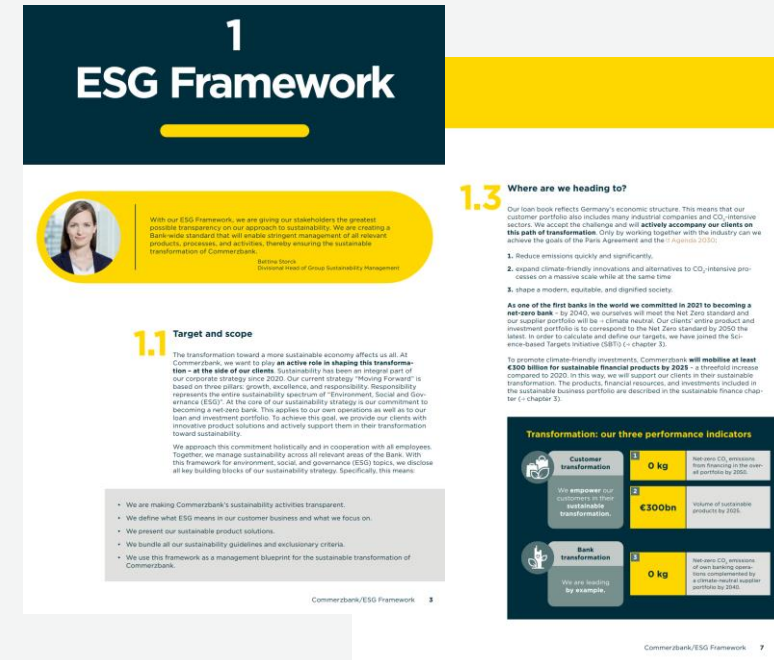 1
ESG Framework
With our ESG Framework, we are giving our stakeholders the greatest
possible transparency on our approach to sustainability. We are creating a
Bank-wide standard that will enable stringent management of all relevant
products, processes, and activities, thereby ensuring the sustainable
transformation of Commerzbank.
Bettina Storck
Divisional Head of Group Sustainability Management
1.1
Target and scope
The transformation toward a more sustainable economy affects us all. At
Commerzbank, we want to play an active role in shaping this transforma-
tion – at the side of our clients. Sustainability has been an integral part of
our corporate strategy since 2020. Our current strategy "Moving Forward" is
based on three pillars: growth, excellence, and responsibility. Responsibility
represents the entire sustainability spectrum of "Environment, Social and Gov-
ernance (ESG)". At the core of our sustainability strategy is our commitment to
becoming a net-zero bank. This applies to our own operations as well as to our
loan and investment portfolio. To achieve this goal, we provide our clients with
innovative product solutions and actively support them in their transformation
toward sustainability.
We approach this commitment holistically and in cooperation with all employees.
Together, we manage sustainability across all relevant areas of the Bank. With
this framework for environment, social, and governance (ESG) topics, we disclose
all key building blocks of our sustainability strategy. Specifically, this means:
• We are making Commerzbank's sustainability activities transparent.
• We define what ESG means in our customer business and what we focus on.
• We present our sustainable product solutions.
• We bundle all our sustainability guidelines and exclusionary criteria.
• We use this framework as a management blueprint for the sustainable transformation of
Commerzbank.
Commerzbank/ESG Framework 3
1.3
Where are we heading to?
Our loan book reflects Germany's economic structure. This means that our
customer portfolio also includes many industrial companies and CO₂-intensive
sectors. We accept the challenge and will actively accompany our clients on
this path of transformation. Only by working together with the industry can we
achieve the goals of the Paris Agreement and the Agenda 2030:
1. Reduce emissions quickly and significantly,
2. expand climate-friendly innovations and alternatives to CO₂-intensive pro-
cesses on a massive scale while at the same time
3. shape a modern, equitable, and dignified society.
As one of the first banks in the world we committed in 2021 to becoming a
net-zero bank – by 2040, we ourselves will meet the Net Zero standard and
our supplier portfolio will be → climate neutral. Our clients' entire product and
investment portfolio is to correspond to the Net Zero standard by 2050 the
latest. In order to calculate and define our targets, we have joined the Sci-
ence-based Targets Initiative (SBTi) (→ chapter 3).
To promote climate-friendly investments, Commerzbank will mobilise at least
€300 billion for sustainable financial products by 2025 – a threefold increase
compared to 2020. In this way, we will support our clients in their sustainable
transformation. The products, financial resources, and investments included in
the sustainable business portfolio are described in the sustainable finance chap-
ter (→ chapter 3).
Transformation: our three performance indicators
Customer
transformation
We empower our
customers in their
sustainable
transformation.
1
0 kg
Net-zero CO₂ emissions
from financing in the over-
all portfolio by 2050.
2
€300bn
Volume of sustainable
products by 2025.
Bank
transformation
We are leading
by example.
3
0 kg
Net-zero CO₂ emissions
of own banking opera-
tions complemented by
a climate-neutral supplier
portfolio by 2040.
Commerzbank/ESG Framework 7